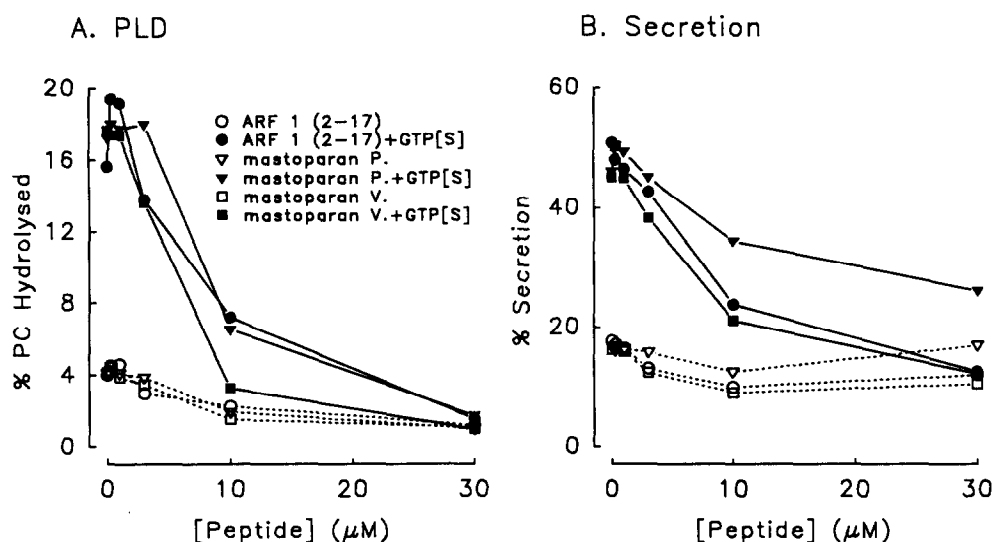 A. PLD
B. Secretion
% PC Hydrolysed
20
16
12
8
4
0
ARF 1 (2-17)
ARF 1 (2-17)+GTP[S]
mastoparan P.
mastoparan P.+GTP[S]
mastoparan V.
mastoparan V.+GTP[S]
0
10
20
30
[Peptide] (μM)
% Secretion
60
40
20
0
0
10
20
30
[Peptide] (μM)